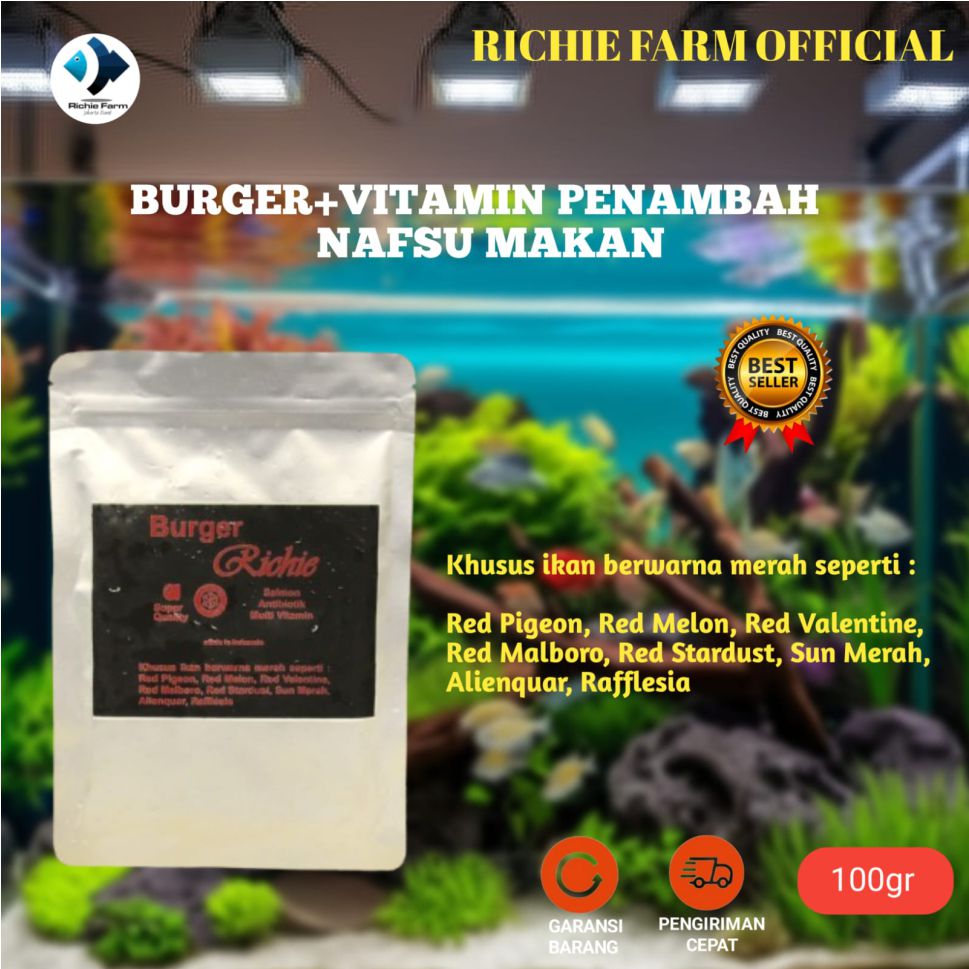 RICHIE FARM OFFICIAL
Richie Farm
BURGER+VITAMIN PENAMBAH
NAFSU MAKAN
BEST QUALITY BEST QUALITY BEST QUALITY BEST QUALITY
BEST
SELLER
Burger
Richie
Super
Quality
Salmon
Antibiotik
Multi Vitamin
Khusus ikan berwarna merah seperti :
Red Pigeon, Red Melon, Red Valentine,
Red Malboro, Red Stardust, Sun Merah,
Alienquar, Rafflesia
Khusus ikan berwarna merah seperti :
Red Pigeon, Red Melon, Red Valentine,
Red Malboro, Red Stardust, Sun Merah,
Alienquar, Rafflesia
GARANSI
BARANG
PENGIRIMAN
CEPAT
100gr